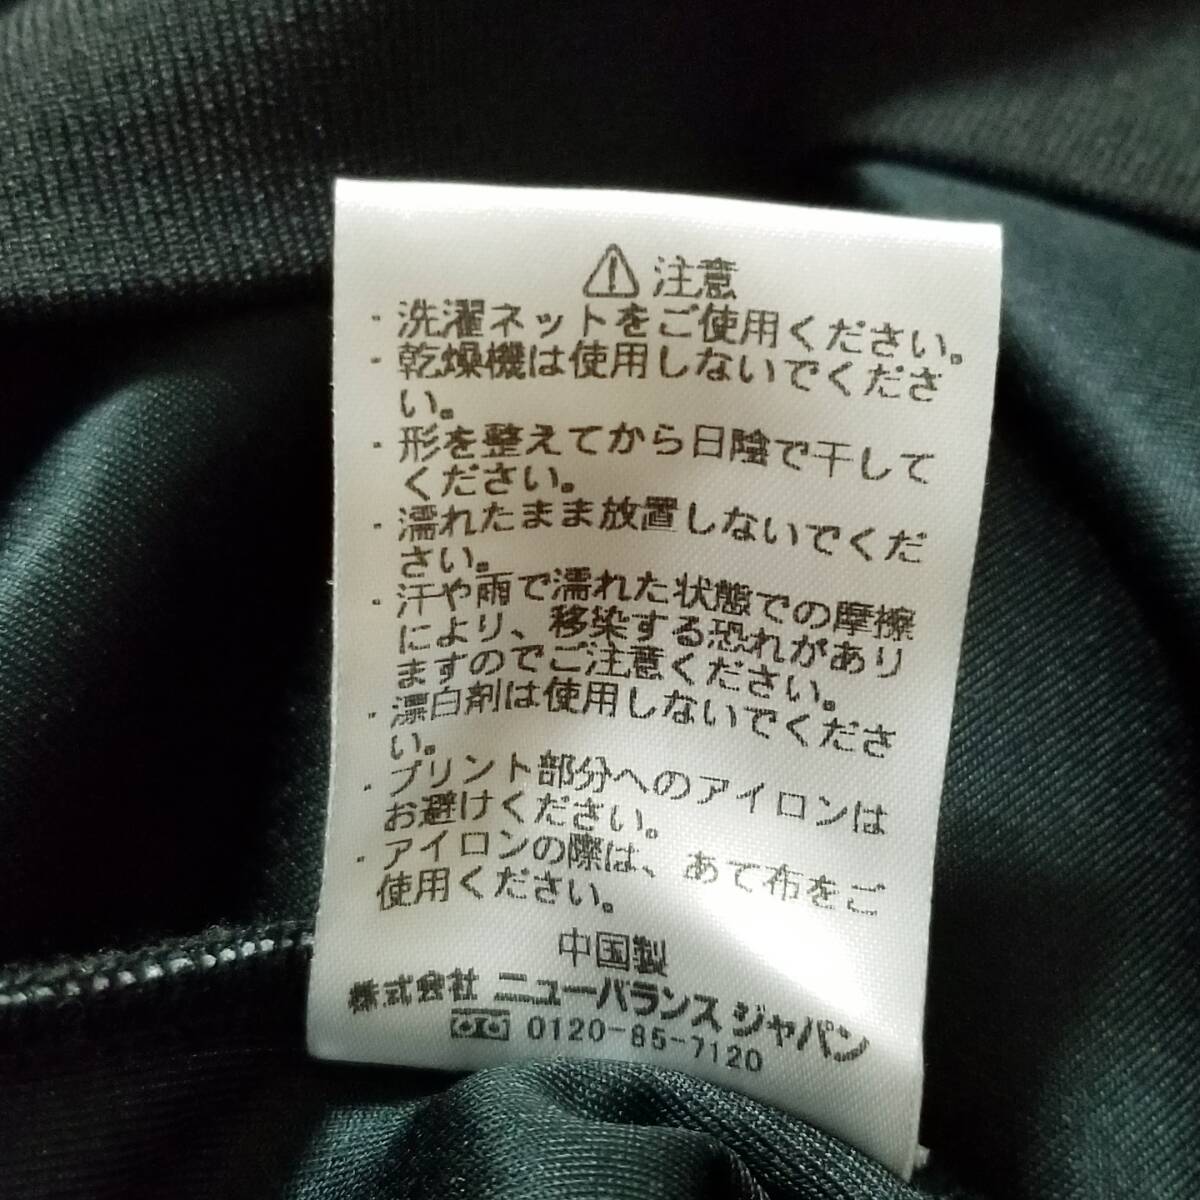 注意
・洗濯ネットをご使用ください。
・乾燥機は使用しないでくださ
い。
・形を整えてから日陰で干して
ください。
・濡れたまま放置しないでくだ
さい。
・汗や雨で濡れた状態での摩擦
により、移染する恐れがあり
ますのでご注意ください。
・漂白剤は使用しないでくださ
い。
・プリント部分へのアイロンは
お避けください。
・アイロンの際は、あて布をご
使用ください。
中国製
株式会社 ニューバランス ジャパン
0120-85-7120